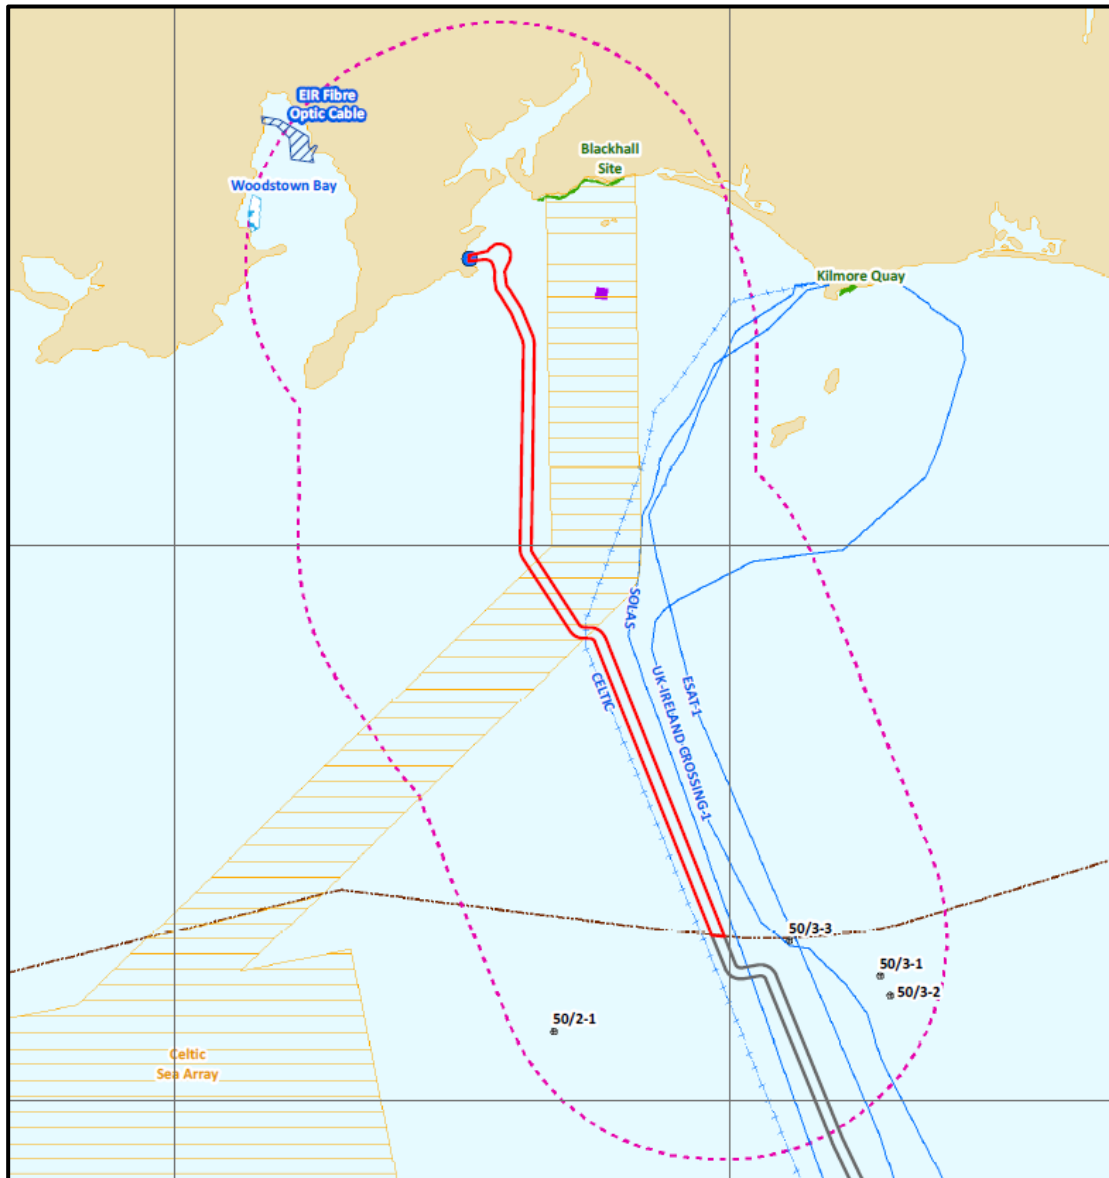 EIR Fibre
Optic Cable
Blackhall
Site
Woodstown Bay
Kilmore Quay
SOLAS
CELTIC
UK-IRELAND CROSSING-1
ESAT-1
50/3-3
50/3-1
50/3-2
50/2-1
Celtic
Sea Array